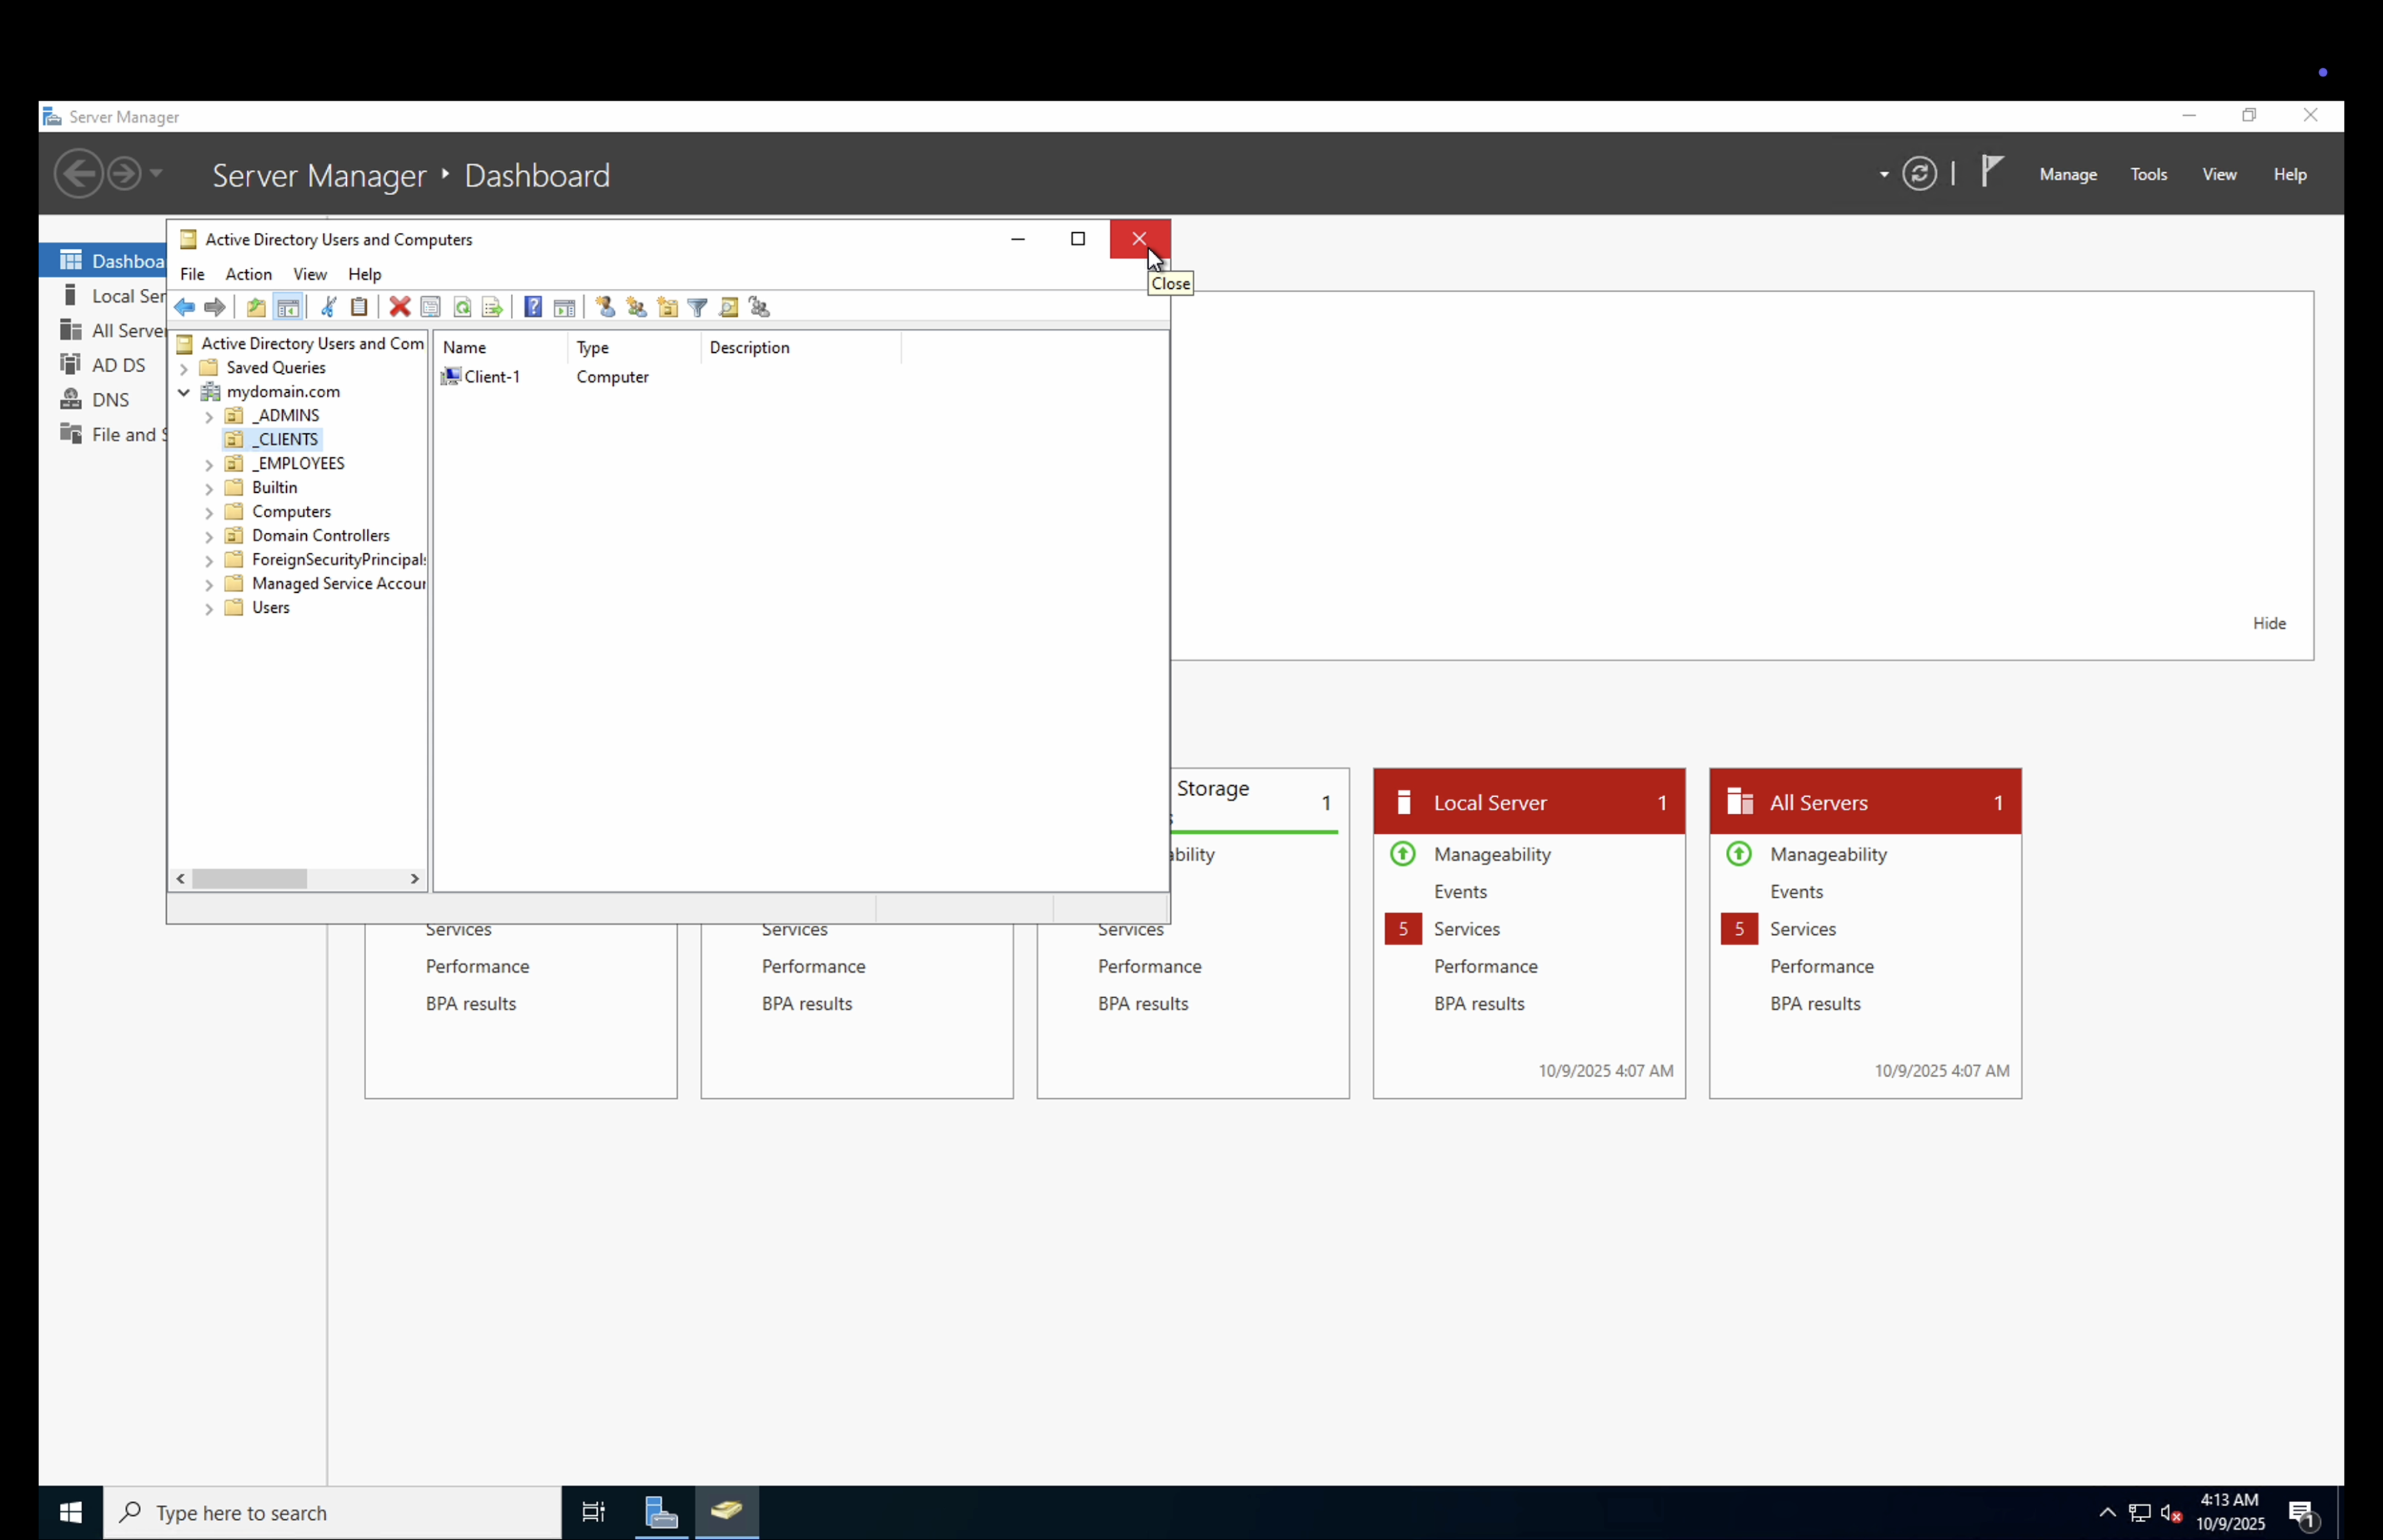 Server Manager
Server Manager ‣ Dashboard
Manage Tools View Help
Active Directory Users and Computers
File Action View Help
Close
Dashboa
Local Ser
All Server
AD DS
DNS
File and S
Active Directory Users and Com
Saved Queries
mydomain.com
_ADMINS
_CLIENTS
_EMPLOYEES
Builtin
Computers
Domain Controllers
ForeignSecurityPrincipals
Managed Service Accoun
Users
Name Type Description
Client-1 Computer
Hide
Storage 1
s
ability
Services
Performance
BPA results
Services
Performance
BPA results
Services
Performance
BPA results
Local Server 1
Manageability
Events
5 Services
Performance
BPA results
10/9/2025 4:07 AM
All Servers 1
Manageability
Events
5 Services
Performance
BPA results
10/9/2025 4:07 AM
Type here to search
4:13 AM
10/9/2025
1